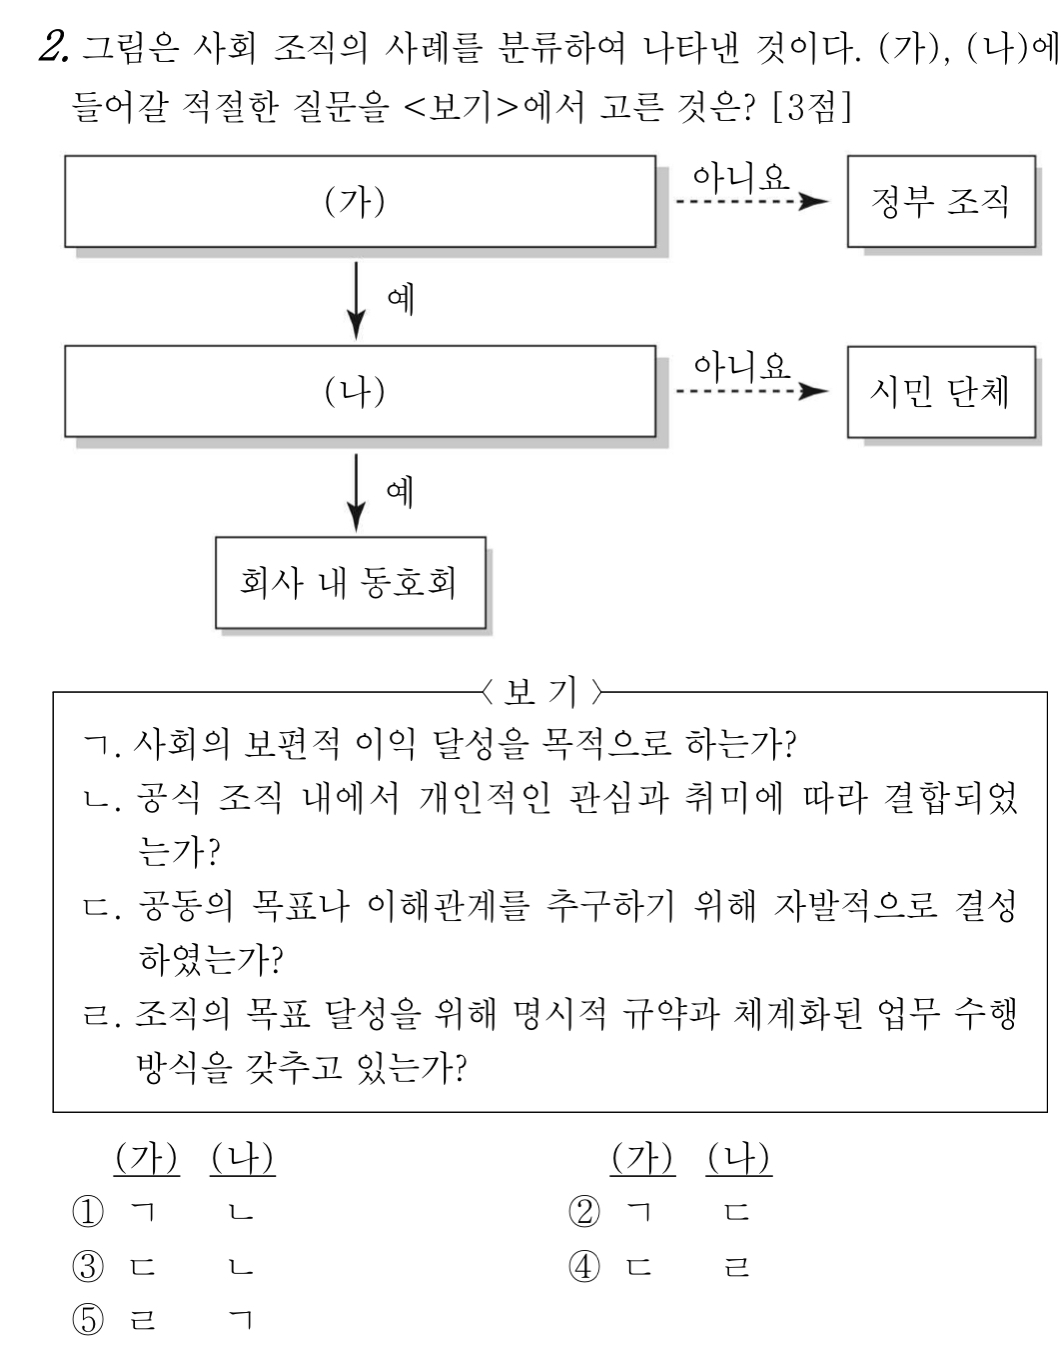 2. 그림은 사회 조직의 사례를 분류하여 나타낸 것이다. (가), (나)에
들어갈 적절한 질문을 <보기>에서 고른 것은? [3점]
(가)
아니요
정부 조직
예
(나)
아니요
시민 단체
예
회사 내 동호회
〈보 기〉
ㄱ. 사회의 보편적 이익 달성을 목적으로 하는가?
ㄴ. 공식 조직 내에서 개인적인 관심과 취미에 따라 결합되었
는가?
ㄷ. 공동의 목표나 이해관계를 추구하기 위해 자발적으로 결성
하였는가?
ㄹ. 조직의 목표 달성을 위해 명시적 규약과 체계화된 업무 수행
방식을 갖추고 있는가?
(가) (나) (가) (나)
① ㄱ ㄴ ② ㄱ ㄷ
③ ㄷ ㄴ ④ ㄷ ㄹ
⑤ ㄹ ㄱ